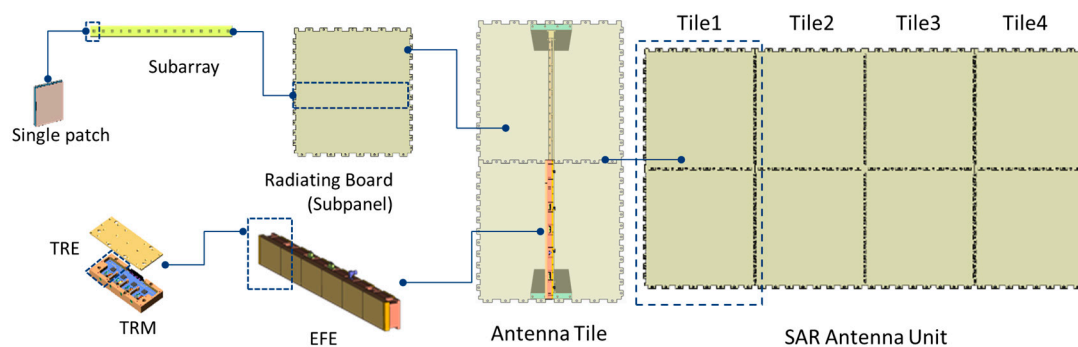 Tile1
Tile2
Tile3
Tile4
Subarray
Single patch
Radiating Board
(Subpanel)
TRE
TRM
EFE
Antenna Tile
SAR Antenna Unit